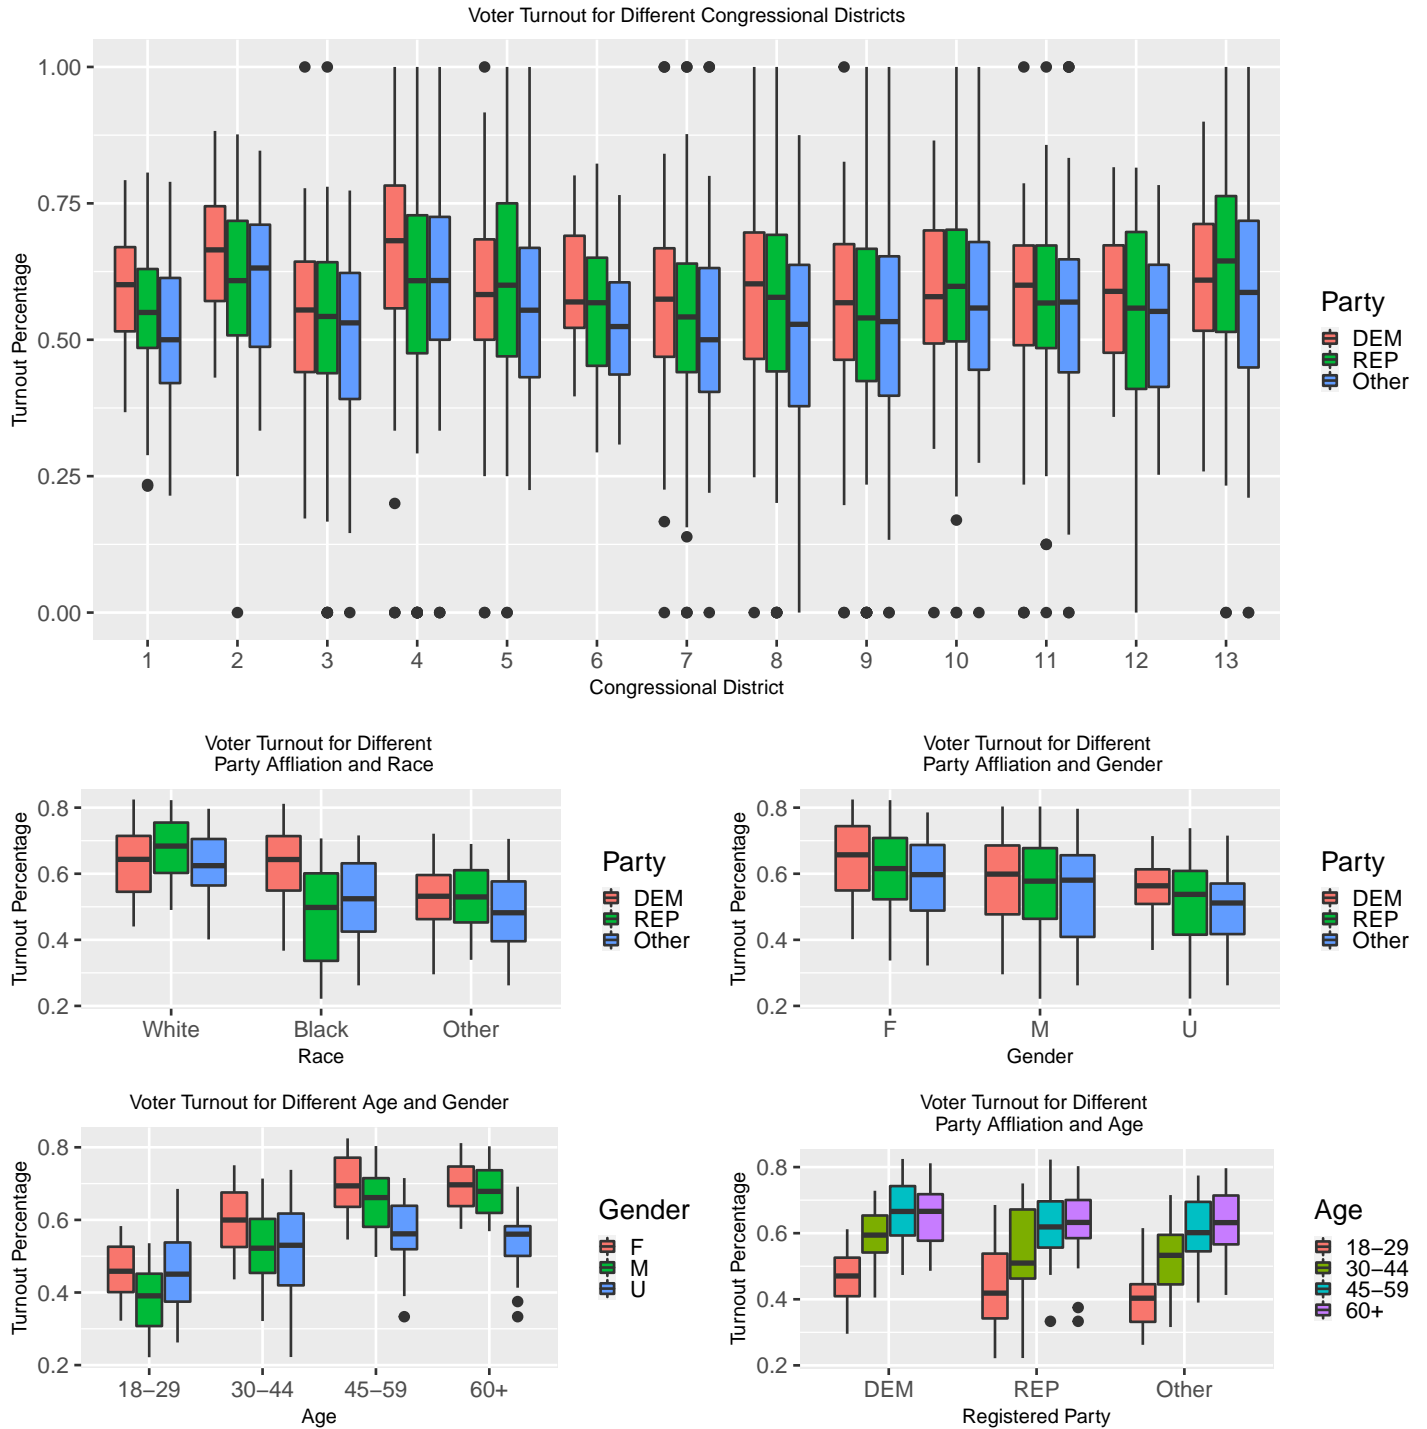 Voter Turnout for Different Congressional Districts
Turnout Percentage
1.00
0.75
0.50
0.25
0.00
1 2 3 4 5 6 7 8 9 10 11 12 13
Congressional District
Party
DEM
REP
Other
Voter Turnout for Different
Party Affliation and Race
Turnout Percentage
0.8
0.6
0.4
0.2
White Black Other
Race
Party
DEM
REP
Other
Voter Turnout for Different
Party Affliation and Gender
Turnout Percentage
0.8
0.6
0.4
0.2
F M U
Gender
Party
DEM
REP
Other
Voter Turnout for Different Age and Gender
Turnout Percentage
0.8
0.6
0.4
0.2
18−29 30−44 45−59 60+
Age
Gender
F
M
U
Voter Turnout for Different
Party Affliation and Age
Turnout Percentage
0.8
0.6
0.4
0.2
DEM REP Other
Registered Party
Age
18−29
30−44
45−59
60+